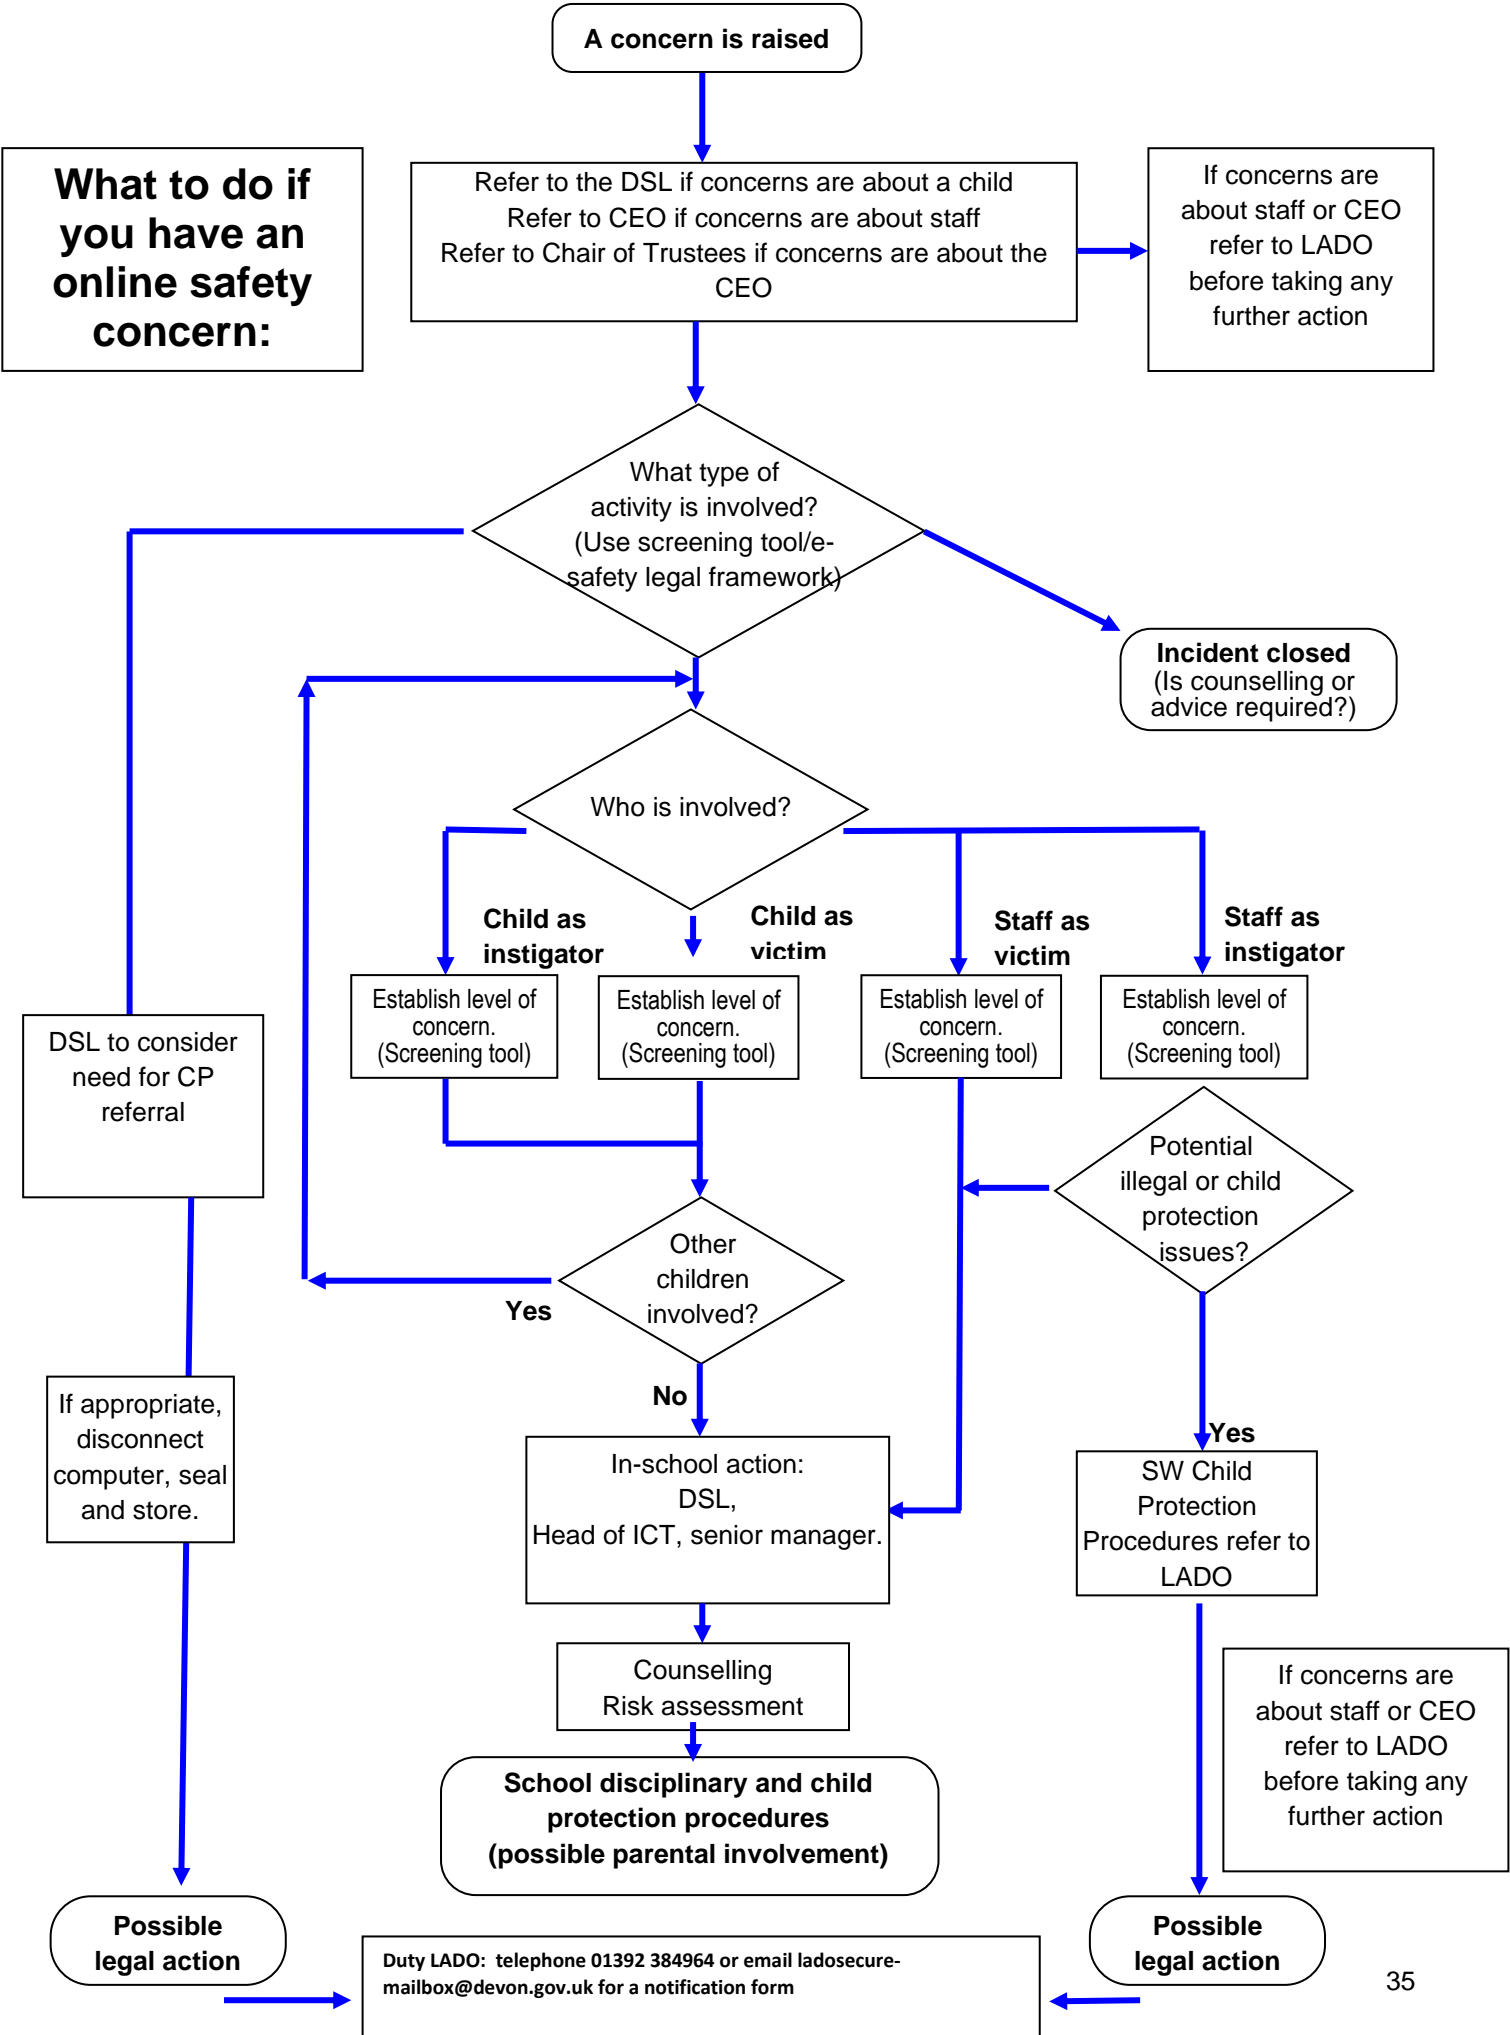 A concern is raised
What to do if
you have an
online safety
concern:
Refer to the DSL if concerns are about a child
Refer to CEO if concerns are about staff
Refer to Chair of Trustees if concerns are about the
CEO
If concerns are
about staff or CEO
refer to LADO
before taking any
further action
What type of
activity is involved?
(Use screening tool/e-
safety legal framework)
Incident closed
(Is counselling or
advice required?)
Who is involved?
Child as
instigator
Child as
victim
Staff as
victim
Staff as
instigator
Establish level of
concern.
(Screening tool)
Establish level of
concern.
(Screening tool)
Establish level of
concern.
(Screening tool)
Establish level of
concern.
(Screening tool)
DSL to consider
need for CP
referral
Potential
illegal or child
protection
issues?
Other
children
involved?
Yes
No
If appropriate,
disconnect
computer, seal
and store.
In-school action:
DSL,
Head of ICT, senior manager.
Yes
SW Child
Protection
Procedures refer to
LADO
Counselling
Risk assessment
If concerns are
about staff or CEO
refer to LADO
before taking any
further action
School disciplinary and child
protection procedures
(possible parental involvement)
Possible
legal action
Possible
legal action
Duty LADO: telephone 01392 384964 or email ladosecure-
mailbox@devon.gov.uk for a notification form
35